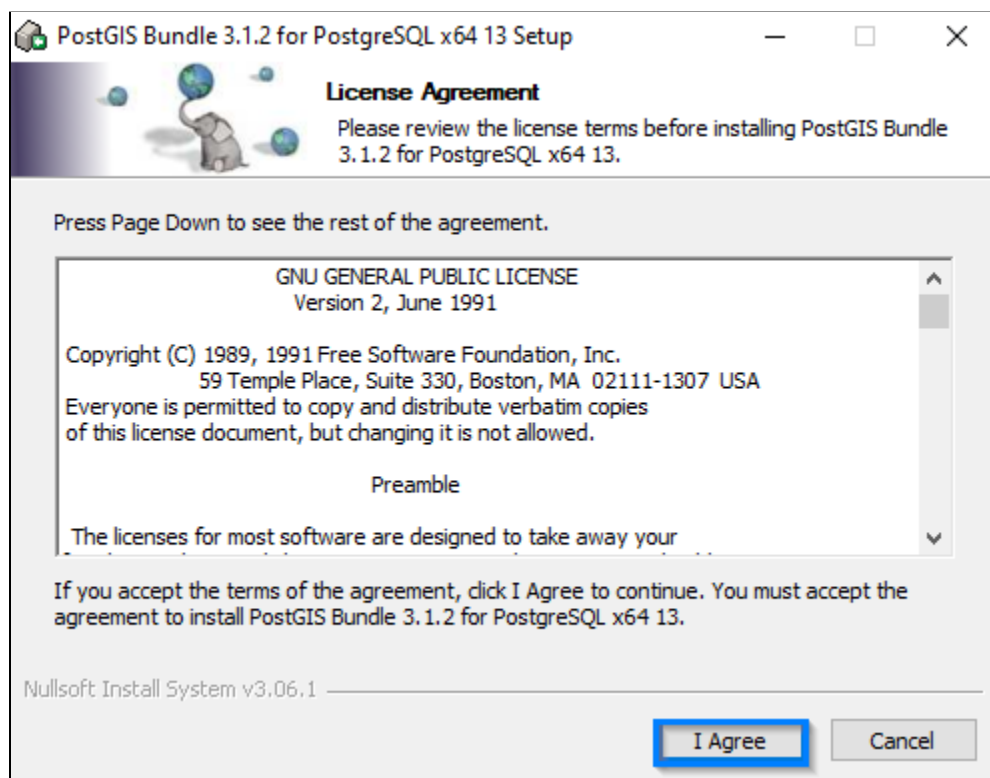 PostGIS Bundle 3.1.2 for PostgreSQL x64 13 Setup
License Agreement
Please review the license terms before installing PostGIS Bundle
3.1.2 for PostgreSQL x64 13.
Press Page Down to see the rest of the agreement.
GNU GENERAL PUBLIC LICENSE
Version 2, June 1991
Copyright (C) 1989, 1991 Free Software Foundation, Inc.
59 Temple Place, Suite 330, Boston, MA 02111-1307 USA
Everyone is permitted to copy and distribute verbatim copies
of this license document, but changing it is not allowed.
Preamble
The licenses for most software are designed to take away your
If you accept the terms of the agreement, click I Agree to continue. You must accept the
agreement to install PostGIS Bundle 3.1.2 for PostgreSQL x64 13.
Nullsoft Install System v3.06.1
I Agree
Cancel